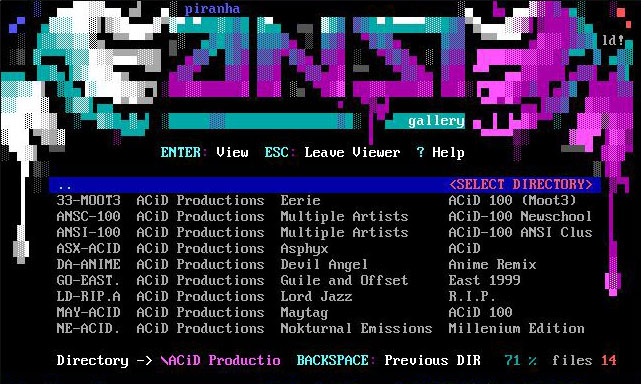 piranha
ld!
gallery
ENTER: View ESC: Leave Viewer ? Help
.. <SELECT DIRECTORY>
33-MOOT3 ACiD Productions Eerie ACiD-100 (Moot3)
ANSC-100 ACiD Productions Multiple Artists ACiD-100 Newschool
ANSI-100 ACiD Productions Multiple Artists ACiD-100 ANSI Clus
ASX-ACID ACiD Productions Asphyx ACiD
DA-ANIME ACiD Productions Devil Angel Anime Remix
GO-EAST. ACiD Productions Guile and Offset East 1999
LD-RIP.A ACiD Productions Lord Jazz R.I.P.
MAY-ACID ACiD Productions Maytag ACiD 100
NE-ACID. ACiD Productions Nokturnal Emissions Millenium Edition
Directory -> \ACiD Productio BACKSPACE: Previous DIR 71 % files 14